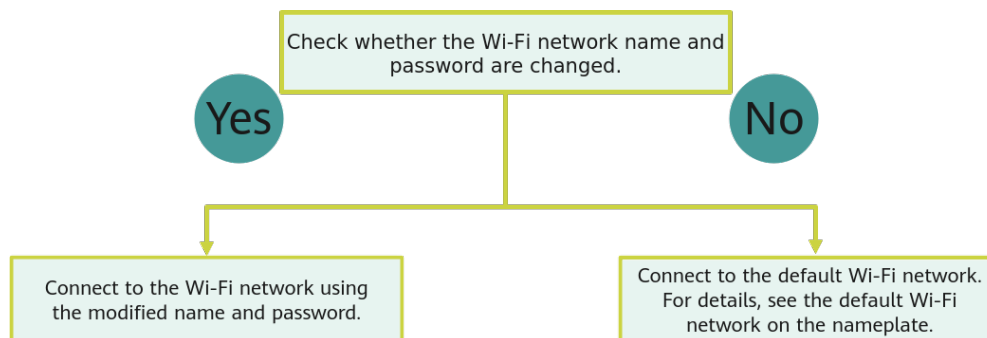 Check whether the Wi-Fi network name and
password are changed.
Yes
No
Connect to the Wi-Fi network using
the modified name and password.
Connect to the default Wi-Fi network.
For details, see the default Wi-Fi
network on the nameplate.